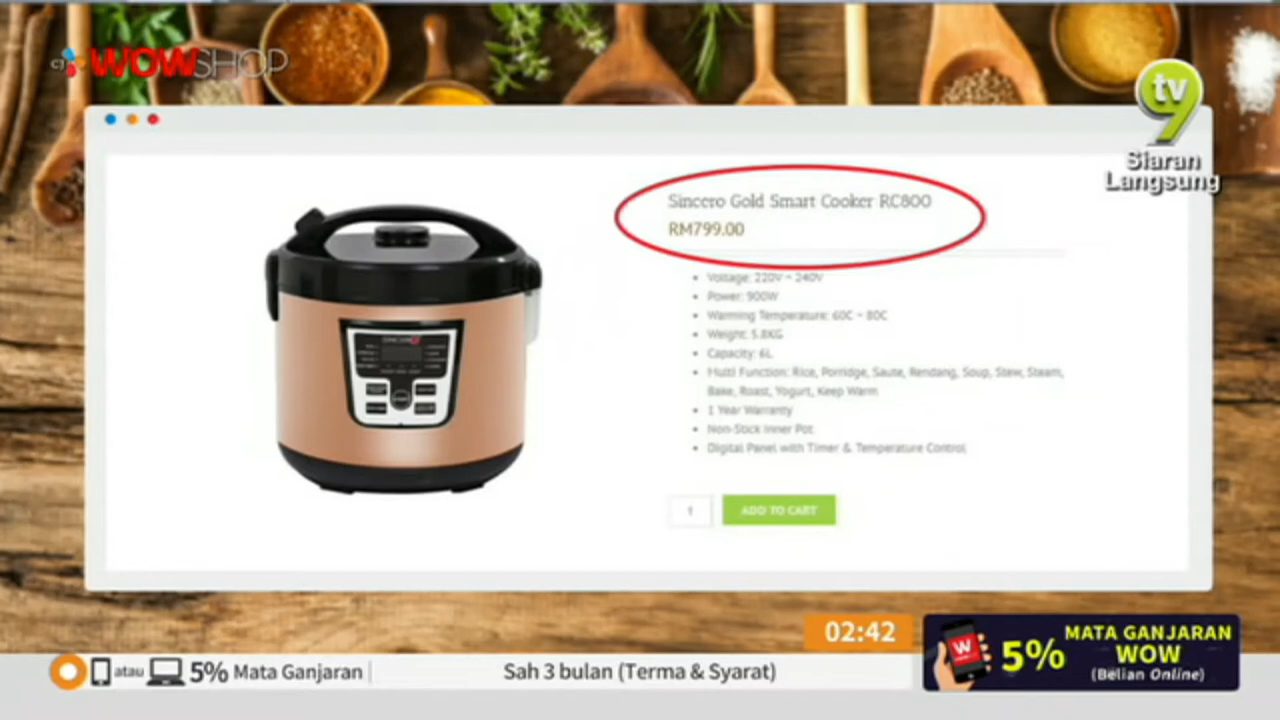 CJ WOWSHOP
tv9
Siaran
Langsung
Sincero Gold Smart Cooker RC800
RM799.00
Voltage: 220V ~ 240V
Power: 900W
Warming Temperature: 60C ~ 80C
Weight: 5.8KG
Capacity: 6L
Multi Function: Rice, Porridge, Saute, Rendang, Soup, Stew, Steam,
Bake, Roast, Yogurt, Keep Warm
1 Year Warranty
Non-Stick Inner Pot
Digital Panel with Timer & Temperature Control
1
ADD TO CART
02:42
W
5%
MATA GANJARAN
WOW
(Belian Online)
atau 5% Mata Ganjaran
Sah 3 bulan (Terma & Syarat)